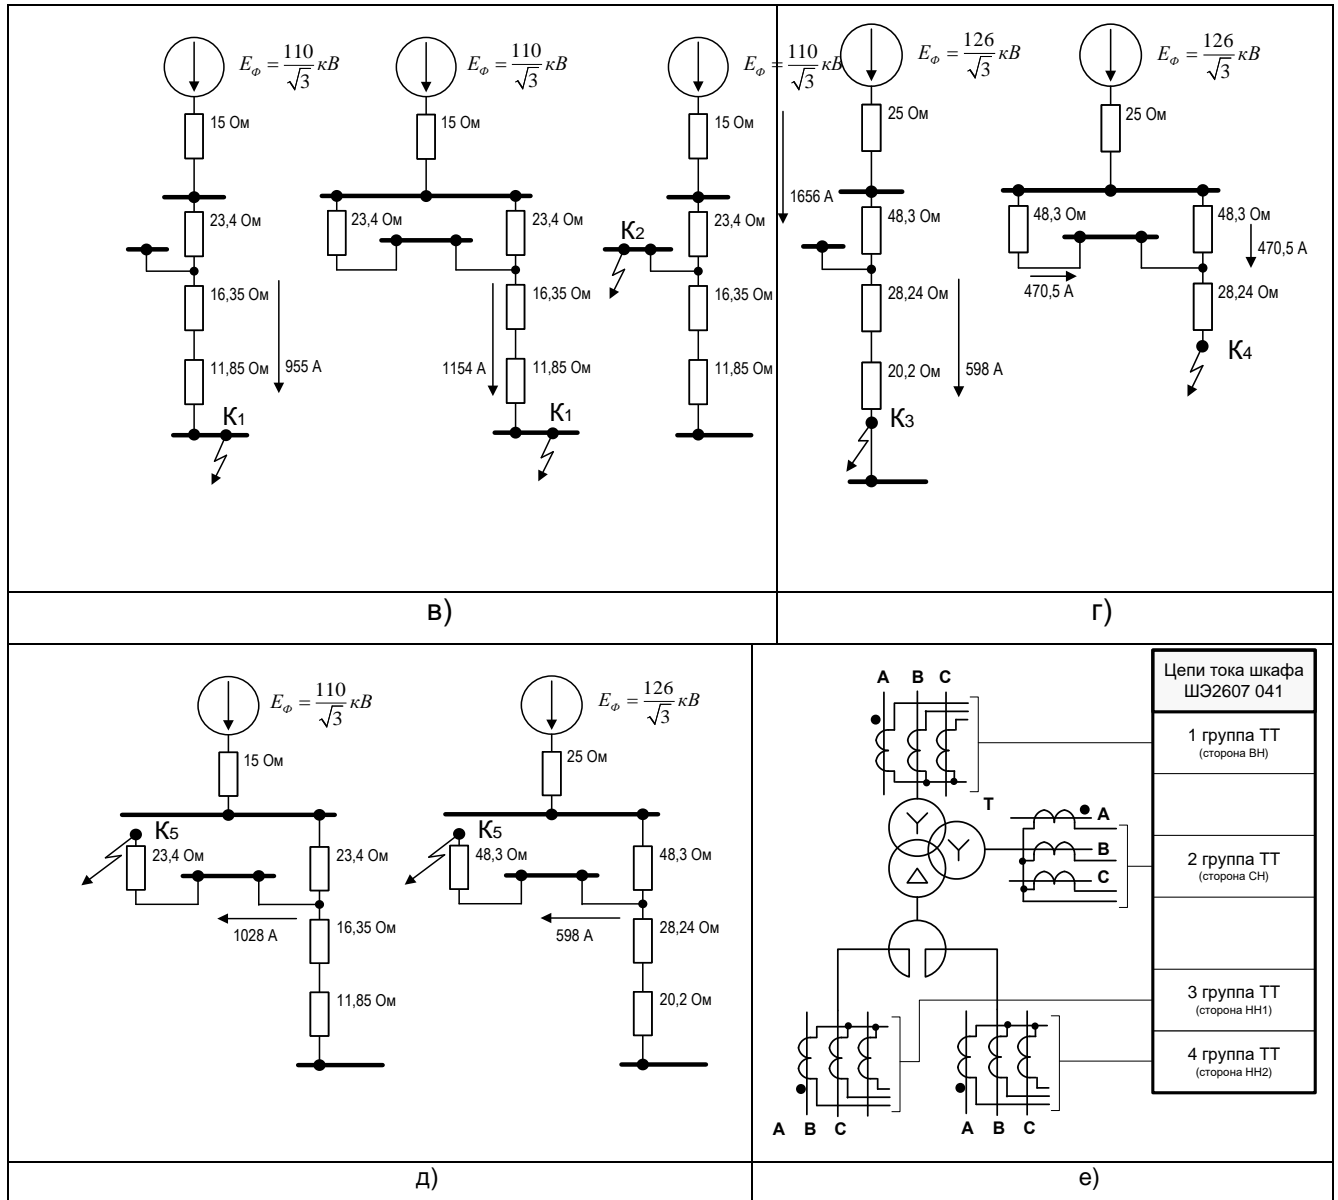 E_Ф = 110/√3 кВ
15 Ом
23,4 Ом
16,35 Ом
11,85 Ом
955 А
К1
E_Ф = 110/√3 кВ
15 Ом
23,4 Ом
23,4 Ом
16,35 Ом
1154 А
11,85 Ом
К1
E_Ф = 110/√3 кВ
15 Ом
1656 А
23,4 Ом
К2
16,35 Ом
11,85 Ом
в)
E_Ф = 126/√3 кВ
25 Ом
48,3 Ом
28,24 Ом
20,2 Ом
598 А
К3
E_Ф = 126/√3 кВ
25 Ом
48,3 Ом
48,3 Ом
470,5 А
470,5 А
28,24 Ом
К4
г)
E_Ф = 110/√3 кВ
15 Ом
К5
23,4 Ом
23,4 Ом
1028 А
16,35 Ом
11,85 Ом
E_Ф = 126/√3 кВ
25 Ом
К5
48,3 Ом
48,3 Ом
598 А
28,24 Ом
20,2 Ом
д)
A B C
T
A
B
C
A B C
A B C
Цепи тока шкафа
ШЭ2607 041
1 группа ТТ
(сторона ВН)
2 группа ТТ
(сторона СН)
3 группа ТТ
(сторона НН1)
4 группа ТТ
(сторона НН2)
е)